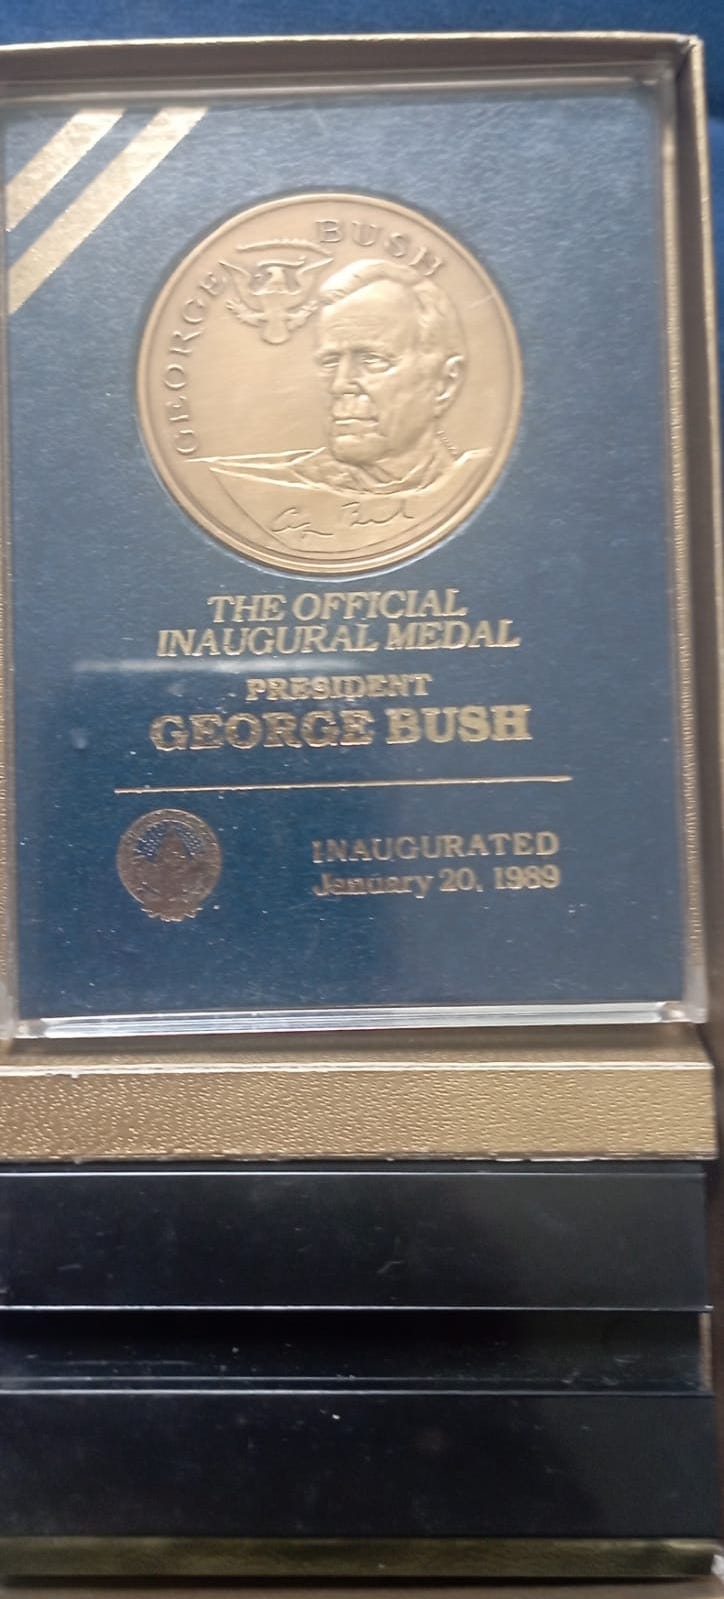 GEORGE BUSH
THE OFFICIAL
INAUGURAL MEDAL
PRESIDENT
GEORGE BUSH
INAUGURATED
January 20, 1989